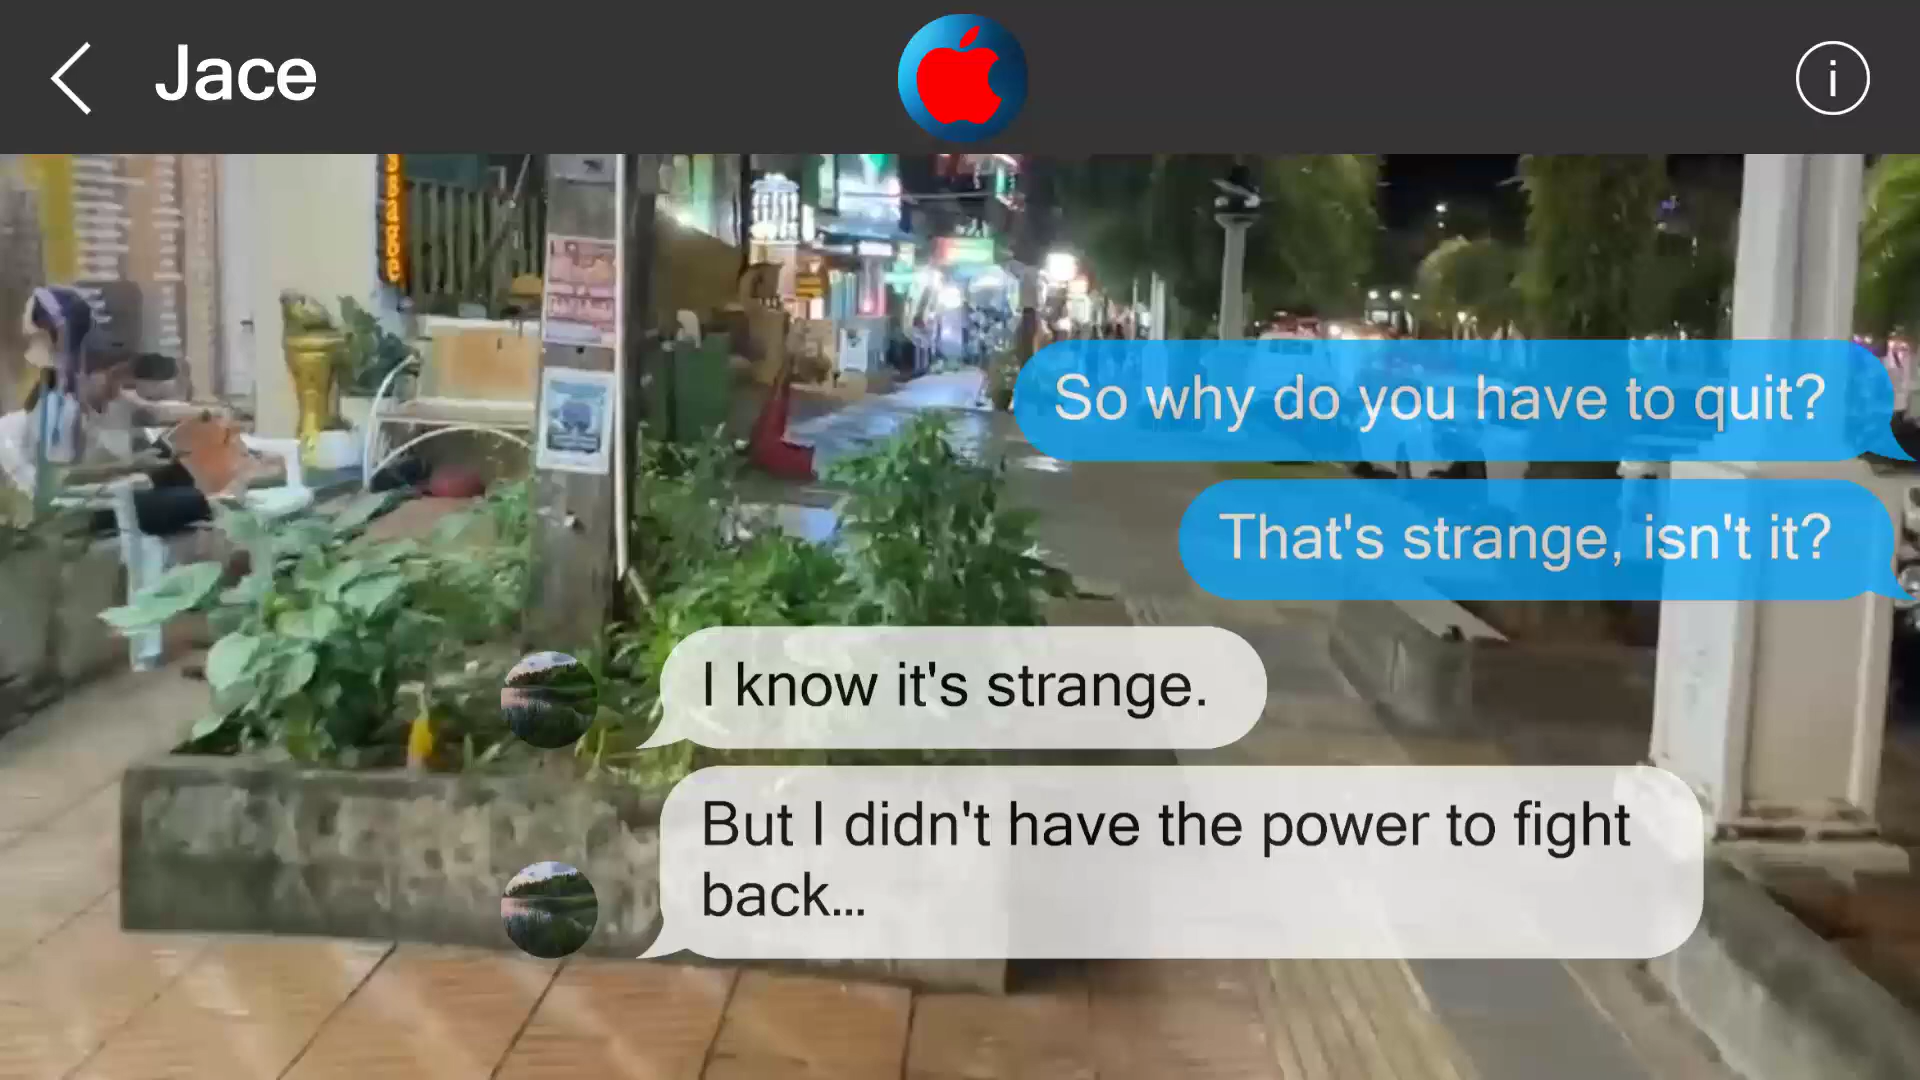 Jace
i
So why do you have to quit?
That's strange, isn't it?
I know it's strange.
But I didn't have the power to fight
back...